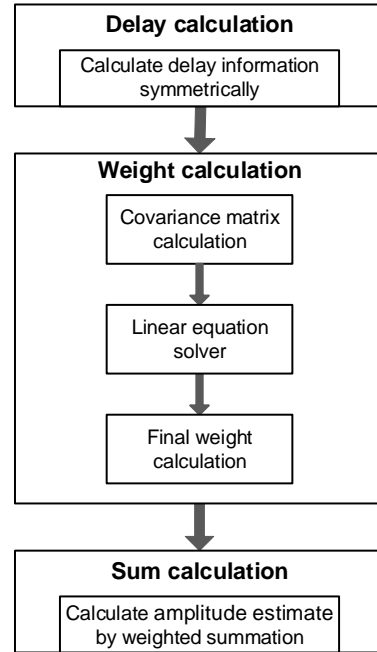 Delay calculation
Calculate delay information
symmetrically
Weight calculation
Covariance matrix
calculation
Linear equation
solver
Final weight
calculation
Sum calculation
Calculate amplitude estimate
by weighted summation